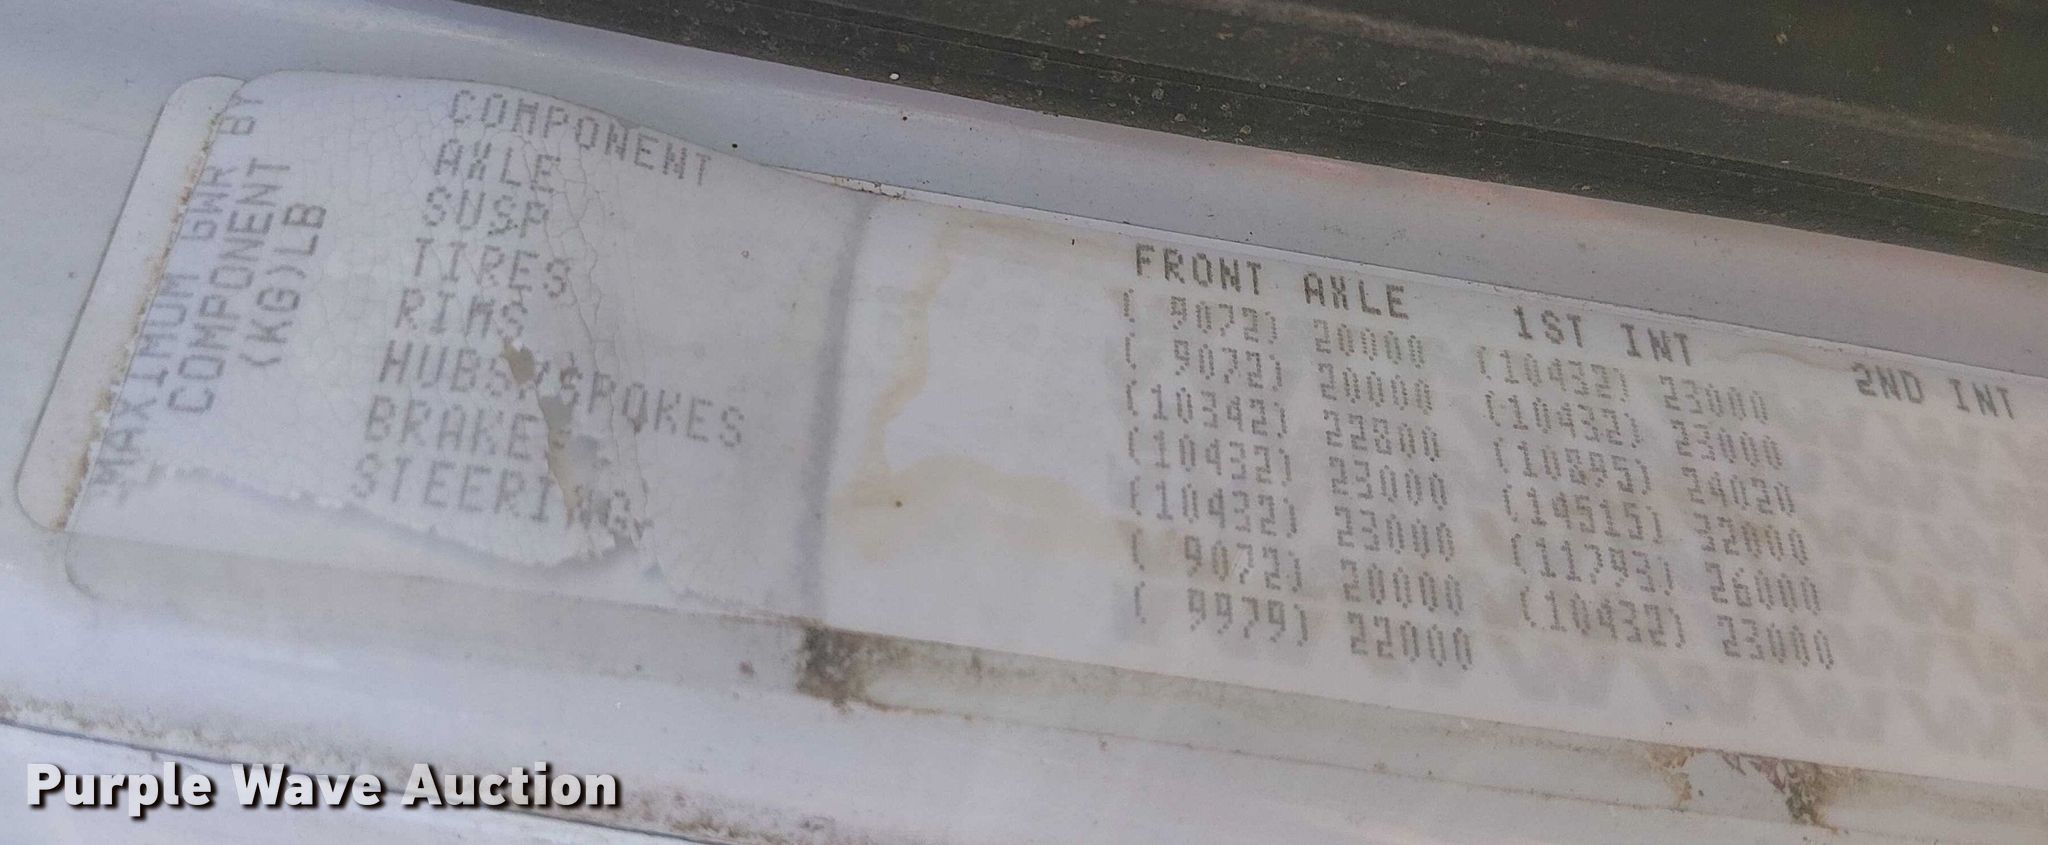 MAXIMUM GWR BY
COMPONENT
(KG)LB
COMPONENT FRONT AXLE 1ST INT 2ND INT
AXLE ( 9072) 20000 (10432) 23000
SUSP ( 9072) 20000 (10432) 23000
TIRES (10342) 22800 (10895) 24020
RIMS (10432) 23000 (14515) 32000
HUBS/SPOKES (10432) 23000 (11793) 26000
BRAKES ( 9072) 20000 (10432) 23000
STEERING ( 9979) 22000
Purple Wave Auction